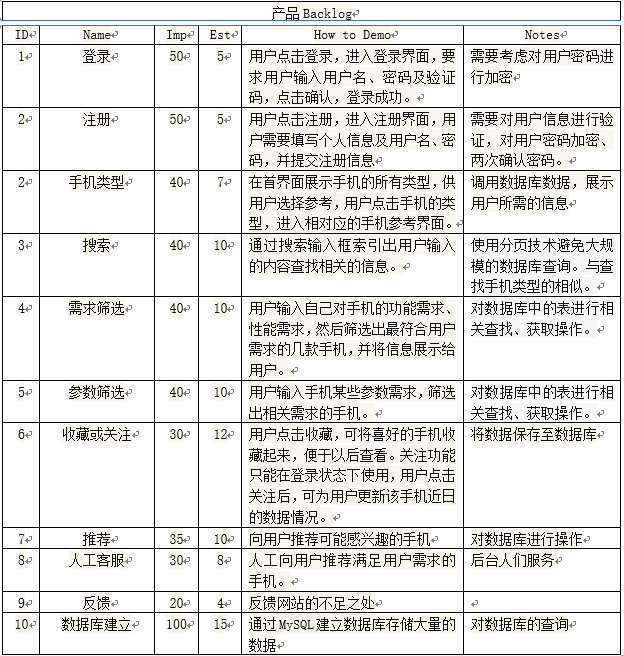 产品Backlog
ID Name Imp Est How to Demo Notes
1 登录 50 5 用户点击登录，进入登录界面，要 需要考虑对用户密码进
求用户输入用户名、密码及验证 行加密
码，点击确认，登录成功。
2 注册 50 5 用户点击注册，进入注册界面，用 需要对用户信息进行验
户需要填写个人信息及用户名、密 证，对用户密码加密、
码，并提交注册信息 两次确认密码。
2 手机类型 40 7 在首界面展示手机的所有类型，供 调用数据库数据，展示
用户选择参考，用户点击手机的类 用户所需的信息
型，进入相对应的手机参考界面。
3 搜索 40 10 通过搜索输入框索引出用户输入 使用分页技术避免大规
的内容查找相关的信息。 模的数据库查询。与查
找手机类型的相似。
4 需求筛选 40 10 用户输入自己对手机的功能需求、 对数据库中的表进行相
性能需求，然后筛选出最符合用户 关查找、获取操作。
需求的几款手机，并将信息展示给
用户。
5 参数筛选 40 10 用户输入手机某些参数需求，筛选 对数据库中的表进行相
出相关需求的手机。 关查找、获取操作。
6 收藏或关注 30 12 用户点击收藏，可将喜好的手机收 将数据保存至数据库
藏起来，便于以后查看。关注功能
只能在登录状态下使用，用户点击
关注后，可为用户更新该手机近日
的数据情况。
7 推荐 35 10 向用户推荐可能感兴趣的手机 对数据库进行操作
8 人工客服 30 8 人工向用户推荐满足用户需求的 后台人们服务
手机。
9 反馈 20 4 反馈网站的不足之处
10 数据库建立 100 15 通过MySQL建立数据库存储大量的 对数据库的查询
数据